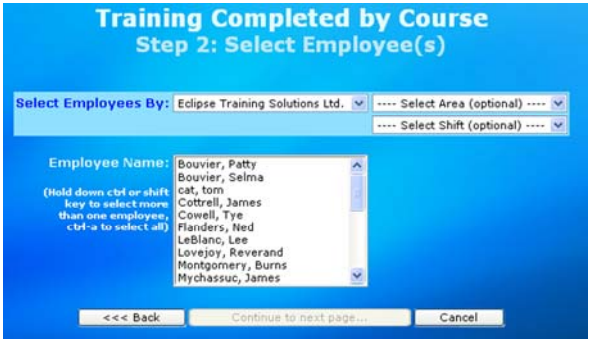 Training Completed by Course
Step 2: Select Employee(s)
Select Employees By: Eclipse Training Solutions Ltd. ---- Select Area (optional) ----
---- Select Shift (optional) ----
Employee Name:
(Hold down ctrl or shift
key to select more
than one employee,
ctrl-a to select all)
Bouvier, Patty
Bouvier, Selma
cat, tom
Cottrell, James
Cowell, Tye
Flanders, Ned
LeBlanc, Lee
Lovejoy, Reverand
Montgomery, Burns
Mychassuc, James
<<< Back Continue to next page... Cancel